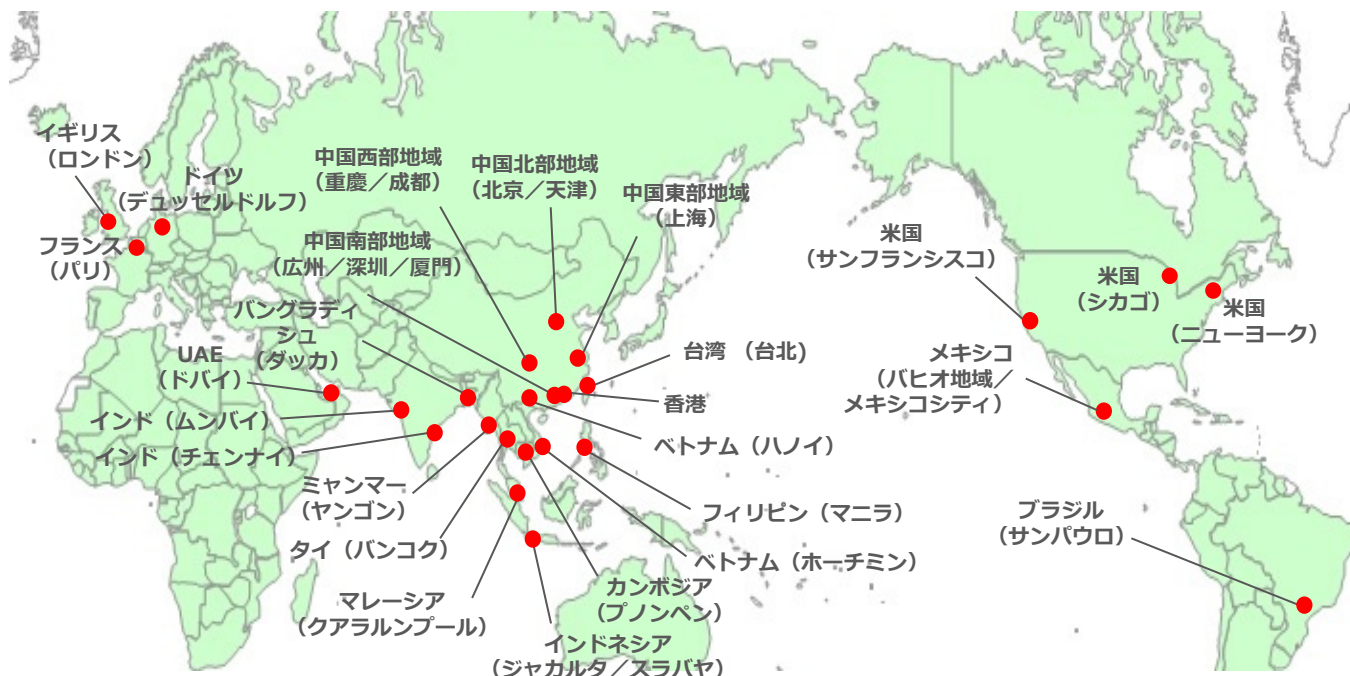 イギリス
（ロンドン）
ドイツ
（デュッセルドルフ）
フランス
（パリ）
中国西部地域
（重慶／成都）
中国北部地域
（北京／天津）
中国東部地域
（上海）
中国南部地域
（広州／深圳／厦門）
バングラディ
シュ
（ダッカ）
UAE
（ドバイ）
インド（ムンバイ）
インド（チェンナイ）
ミャンマー
（ヤンゴン）
タイ（バンコク）
マレーシア
（クアラルンプール）
台湾 （台北)
香港
ベトナム（ハノイ）
フィリピン（マニラ）
ベトナム（ホーチミン）
カンボジア
（プノンペン）
インドネシア
（ジャカルタ／スラバヤ）
米国
（サンフランシスコ）
米国
（シカゴ）
米国
（ニューヨーク）
メキシコ
（バヒオ地域／
メキシコシティ）
ブラジル
（サンパウロ）